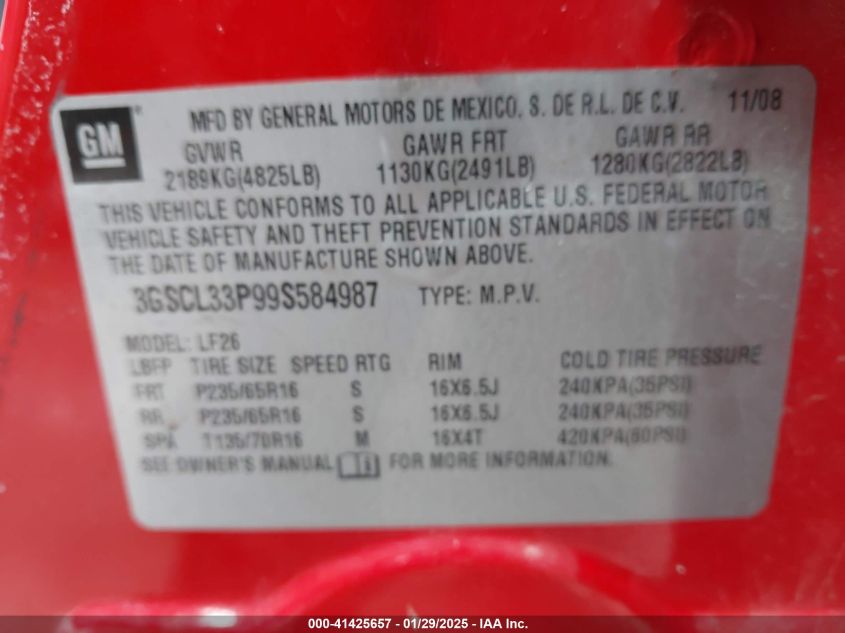 GM
MFD BY GENERAL MOTORS DE MEXICO, S. DE R.L. DE C.V. 11/08
GVWR GAWR FRT GAWR RR
2189KG(4825LB) 1130KG(2491LB) 1280KG(2822LB)
THIS VEHICLE CONFORMS TO ALL APPLICABLE U.S. FEDERAL MOTOR
VEHICLE SAFETY AND THEFT PREVENTION STANDARDS IN EFFECT ON
THE DATE OF MANUFACTURE SHOWN ABOVE.
3GSCL33P99S584987 TYPE: M.P.V.
MODEL: LF26
LBFP TIRE SIZE SPEED RTG RIM COLD TIRE PRESSURE
FRT P235/65R16 S 16X6.5J 240KPA(35PSI)
RR P235/65R16 S 16X6.5J 240KPA(35PSI)
SPA T135/70R16 M 16X4T 420KPA(60PSI)
SEE OWNER'S MANUAL FOR MORE INFORMATION.
000-41425657 - 01/29/2025 - IAA Inc.